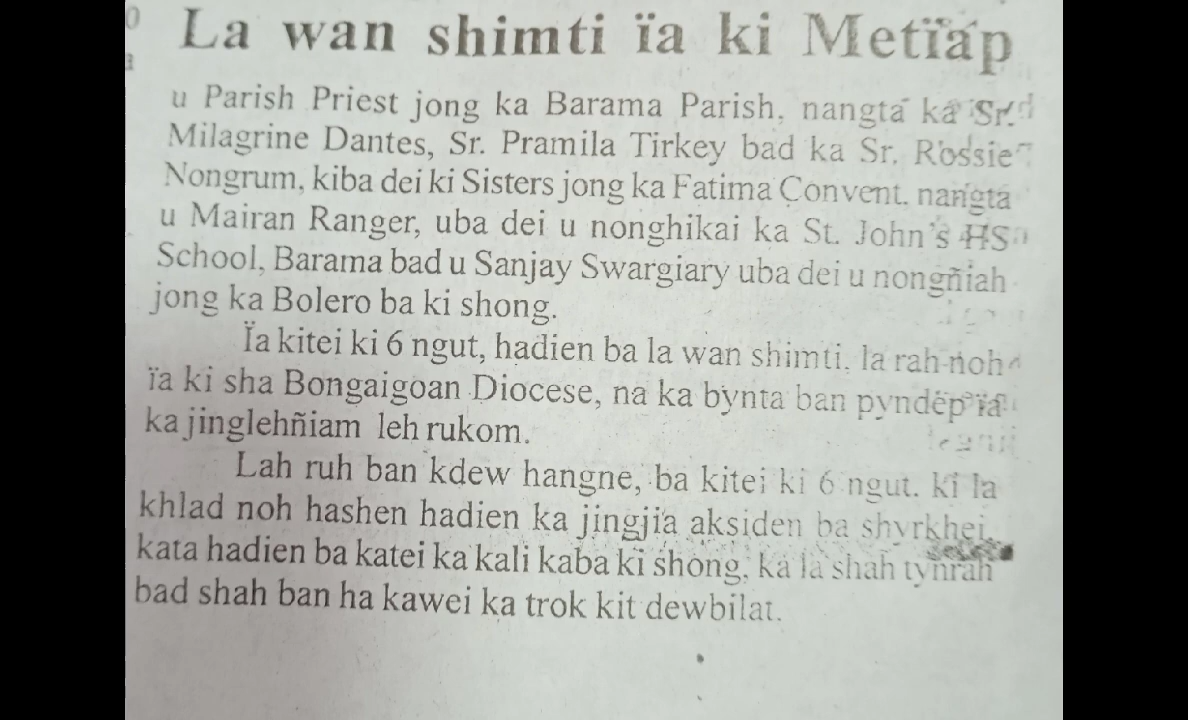 La wan shimti ïa ki Metïap
u Parish Priest jong ka Barama Parish, nangta ka Sr.
Milagrine Dantes, Sr. Pramila Tirkey bad ka Sr. Rossie
Nongrum, kiba dei ki Sisters jong ka Fatima Convent, nangta
u Mairan Ranger, uba dei u nonghikai ka St. John's HS
School, Barama bad u Sanjay Swargiary uba dei u nongñiah
jong ka Bolero ba ki shong.
Ïa kitei ki 6 ngut, hadien ba la wan shimti, la rah noh
ïa ki sha Bongaigoan Diocese, na ka bynta ban pyndep ïa
ka jinglehñiam leh rukom.
Lah ruh ban kdew hangne, ba kitei ki 6 ngut. ki la
khlad noh hashen hadien ka jingjia aksiden ba shyrkhei,
kata hadien ba katei ka kali kaba ki shong, ka la shah tynrah
bad shah ban ha kawei ka trok kit dewbilat.